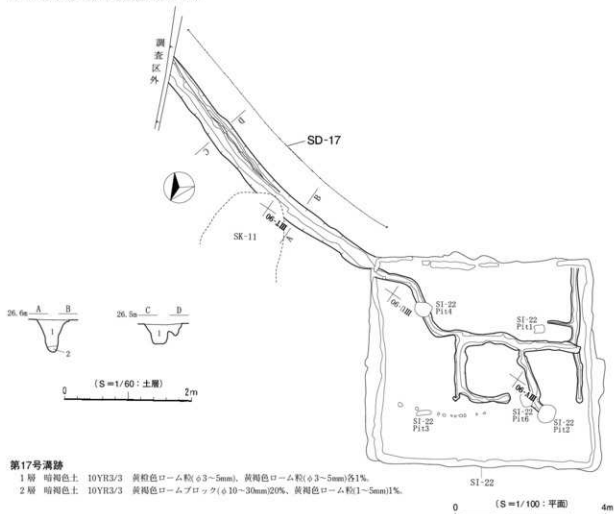 調査区外
SD-17
D
C
B
A
SK-11
SI-22
Pit4
SI-22
Pit1
SI-22
Pit3
SI-22
Pit6
SI-22
Pit2
SI-22
26.6m A B
1
2
26.5m C D
1
0 (S=1/60:土層) 2m
0 (S=1/100:平面) 4m
第17号溝跡
1層 暗褐色土 10YR3/3 黄橙色ローム粒(φ3~5mm)、黄褐色ローム粒(φ3~5mm)各1%。
2層 暗褐色土 10YR3/3 黄褐色ロームブロック(φ10~30mm)20%、黄褐色ローム粒(1~5mm)1%。